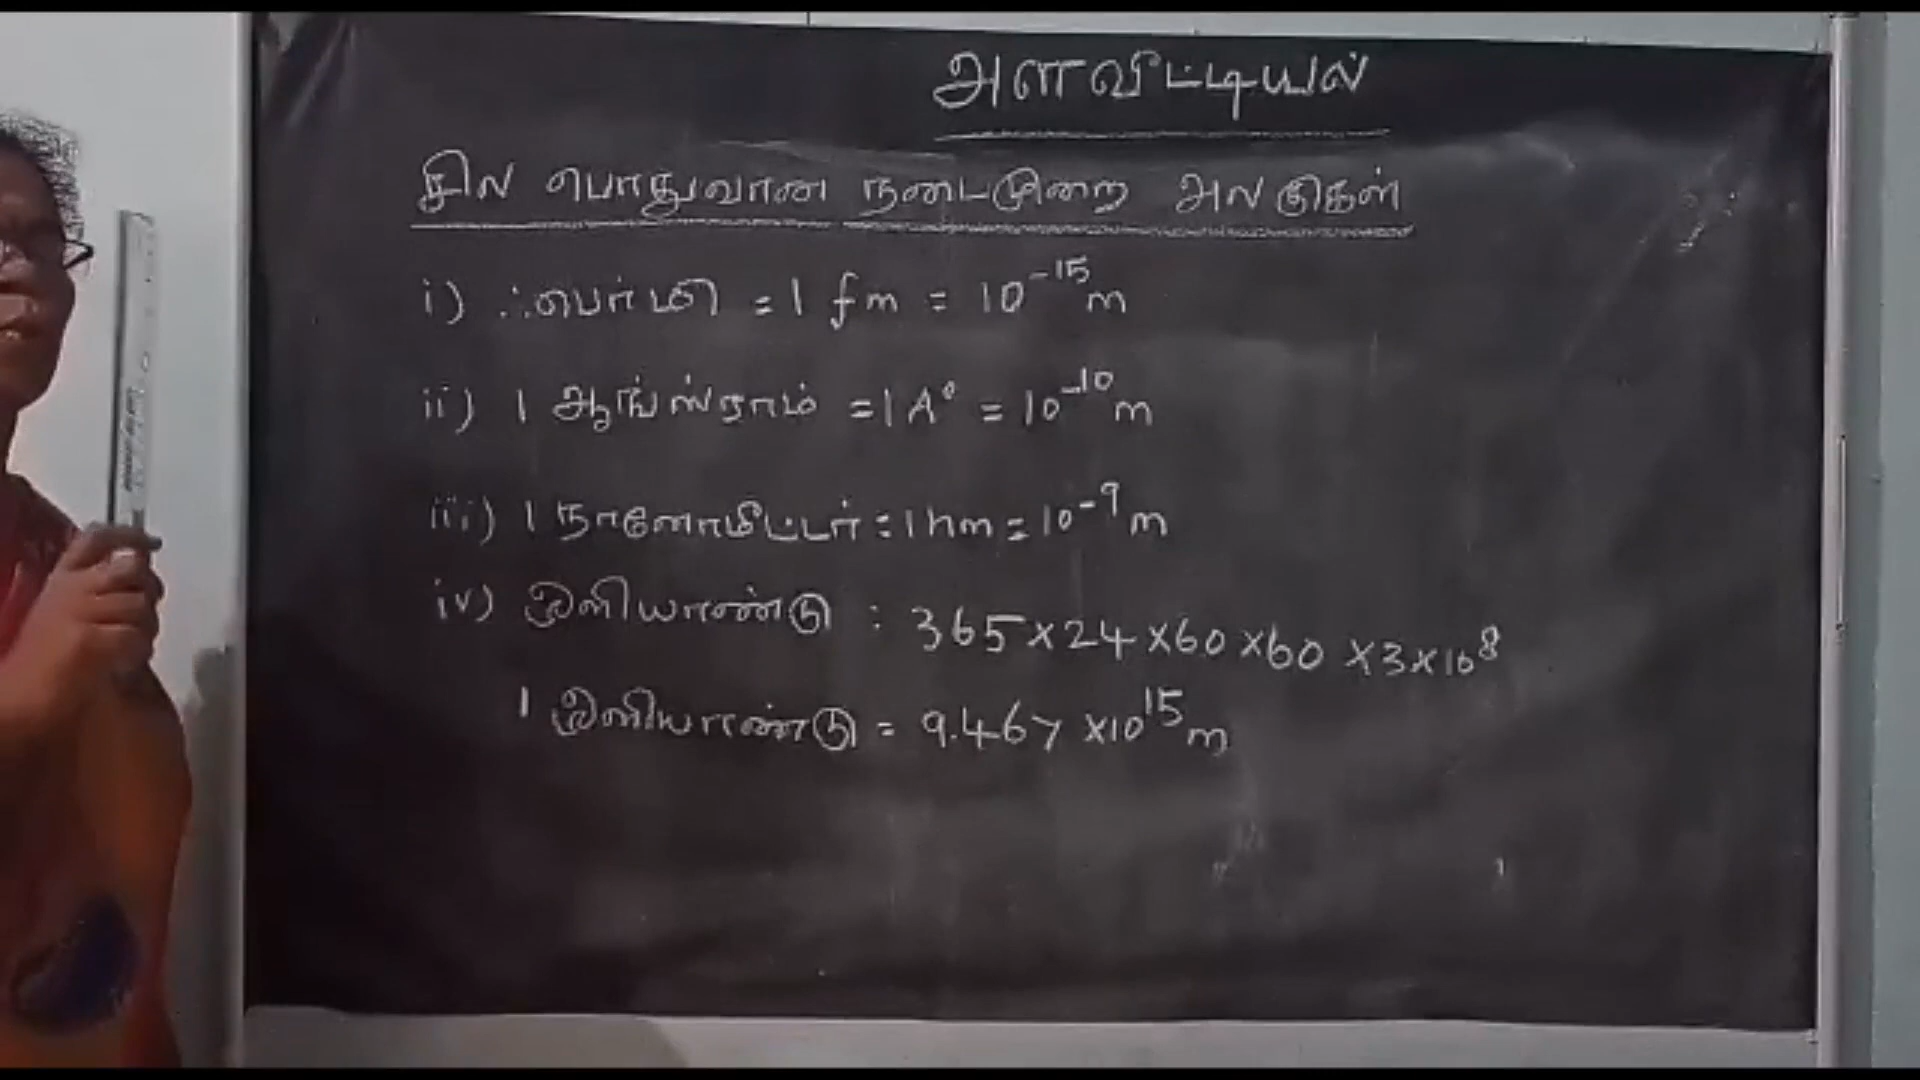 அளவிட்டியல்
சில பொதுவான நடைமுறை அலகுகள்
i) ஃபெர்மி = 1 fm = 10⁻¹⁵ m
ii) 1 ஆங்ஸ்ராம் = 1 A° = 10⁻¹⁰ m
iii) 1 நானோமீட்டர் = 1 nm = 10⁻⁹ m
iv) ஒளியாண்டு : 365 × 24 × 60 × 60 × 3 × 10⁸
1 ஒளியாண்டு = 9.467 × 10¹⁵ m